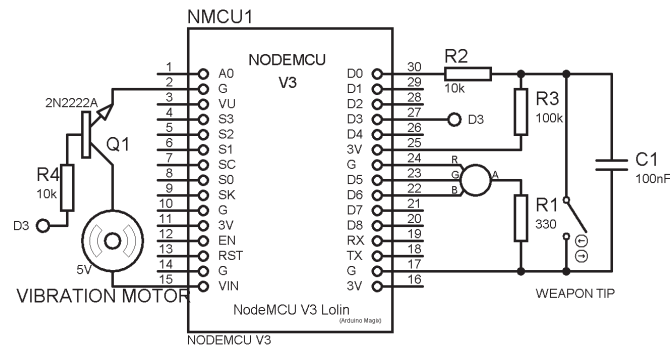 NMCU1
NODEMCU
V3
1 A0 D0 30
2 G D1 29
3 VU D2 28
4 S3 D3 27 D3
5 S2 D4 26
6 S1 3V 25
7 SC G 24 R
8 S0 D5 23 G A
9 SK D6 22 B
10 G D7 21
11 3V D8 20
12 EN RX 19
13 RST TX 18
14 G G 17
15 VIN 3V 16
NodeMCU V3 Lolin
(Arduino Magix)
NODEMCU V3
2N2222A
Q1
R4
10k
D3
5V
VIBRATION MOTOR
R2
10k
R3
100k
C1
100nF
R1
330
WEAPON TIP